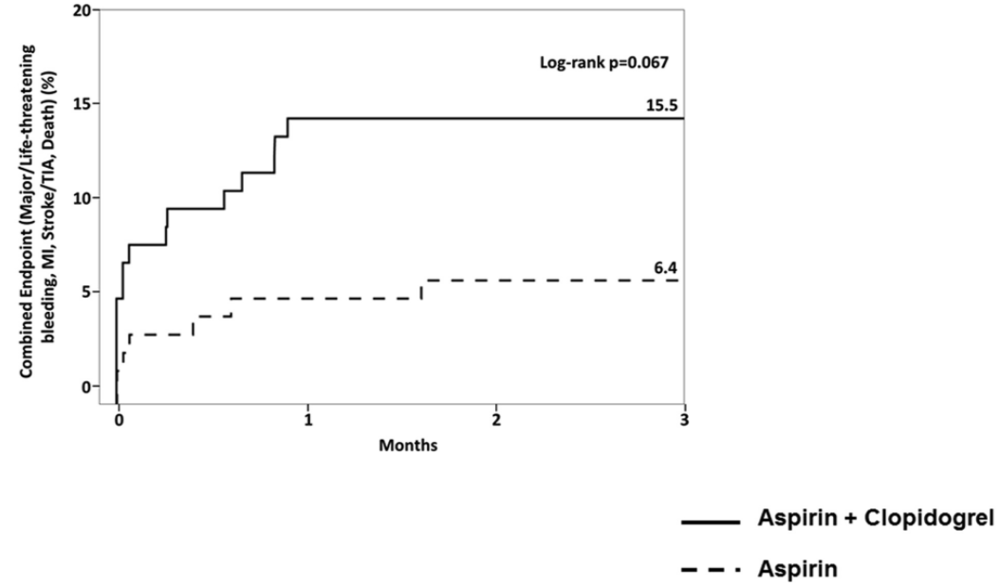 Combined Endpoint (Major/Life-threatening
bleeding, MI, Stroke/TIA, Death) (%)
20
15
10
5
0
Log-rank p=0.067
15.5
6.4
0 1 2 3
Months
Aspirin + Clopidogrel
Aspirin